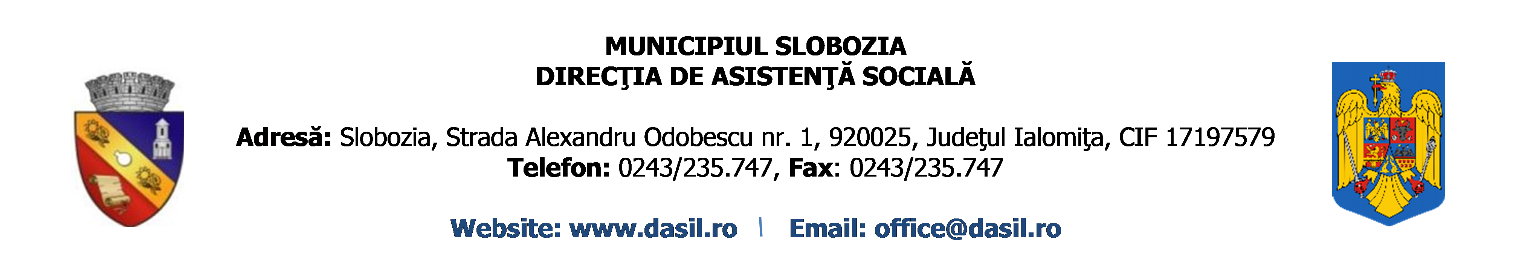 MUNICIPIUL SLOBOZIA
DIRECŢIA DE ASISTENŢĂ SOCIALĂ
Adresă: Slobozia, Strada Alexandru Odobescu nr. 1, 920025, Judeţul Ialomiţa, CIF 17197579
Telefon: 0243/235.747, Fax: 0243/235.747
Website: www.dasil.ro \ Email: office@dasil.ro